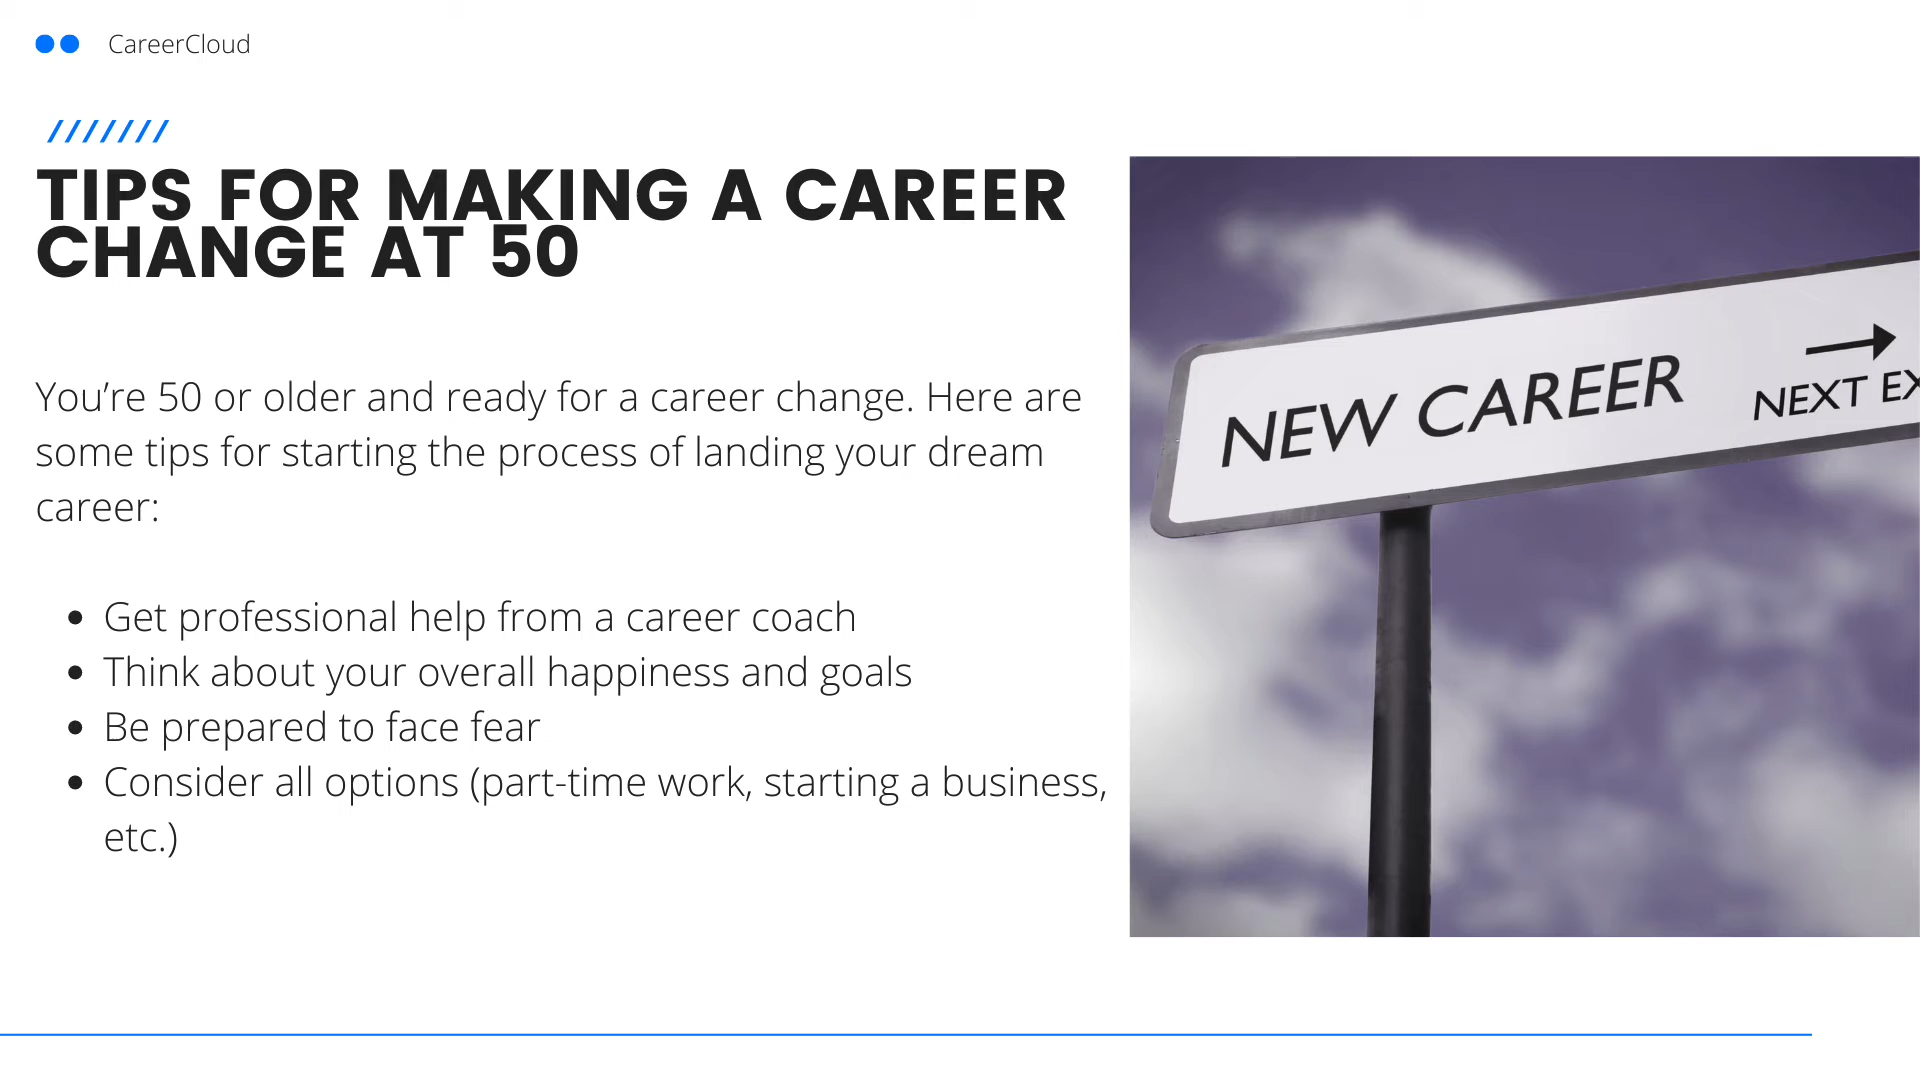 CareerCloud
TIPS FOR MAKING A CAREER
CHANGE AT 50
You’re 50 or older and ready for a career change. Here are
some tips for starting the process of landing your dream
career:
• Get professional help from a career coach
• Think about your overall happiness and goals
• Be prepared to face fear
• Consider all options (part-time work, starting a business,
etc.)
NEW CAREER →
NEXT